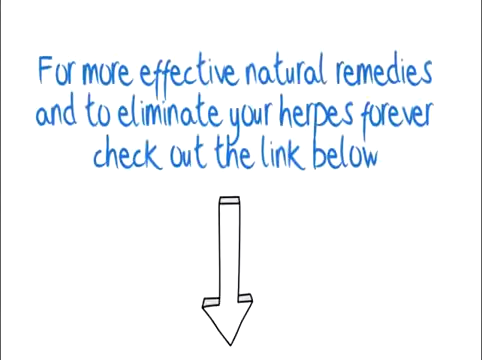 For more effective natural remedies
and to eliminate your herpes forever
check out the link below